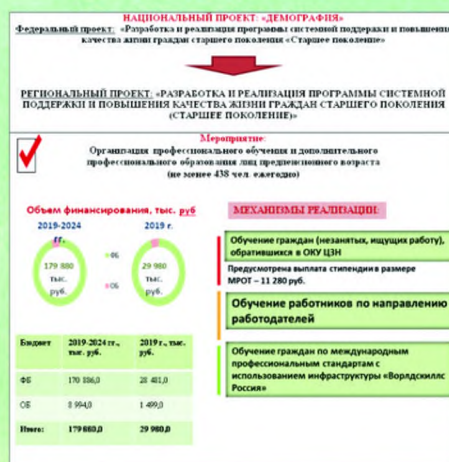 НАЦИОНАЛЬНЫЙ ПРОЕКТ: «ДЕМОГРАФИЯ»
Федеральный проект: «Разработка и реализация программы системной поддержки и повышения
качества жизни граждан старшего поколения «Старшее поколение»
РЕГИОНАЛЬНЫЙ ПРОЕКТ: «РАЗРАБОТКА И РЕАЛИЗАЦИЯ ПРОГРАММЫ СИСТЕМНОЙ
ПОДДЕРЖКИ И ПОВЫШЕНИЯ КАЧЕСТВА ЖИЗНИ ГРАЖДАН СТАРШЕГО ПОКОЛЕНИЯ
(СТАРШЕЕ ПОКОЛЕНИЕ)»
Мероприятие:
Организация профессионального обучения и дополнительного
профессионального образования лиц предпенсионного возраста
(не менее 438 чел. ежегодно)
Объем финансирования, тыс. руб
2019-2024 гг.
179 880
тыс.
руб.
ФБ
ОБ
2019 г.
29 980
тыс.
руб.
Бюджет 2019-2024 гг., тыс. руб. 2019 г., тыс. руб.
ФБ 170 886,0 28 481,0
ОБ 8 994,0 1 499,0
Итого: 179 880,0 29 980,0
МЕХАНИЗМЫ РЕАЛИЗАЦИИ:
Обучение граждан (незанятых, ищущих работу),
обратившихся в ОКУ ЦЗН
Предусмотрена выплата стипендии в размере
МРОТ – 11 280 руб.
Обучение работников по направлению
работодателей
Обучение граждан по международным
профессиональным стандартам с
использованием инфраструктуры «Ворлдскиллс
Россия»